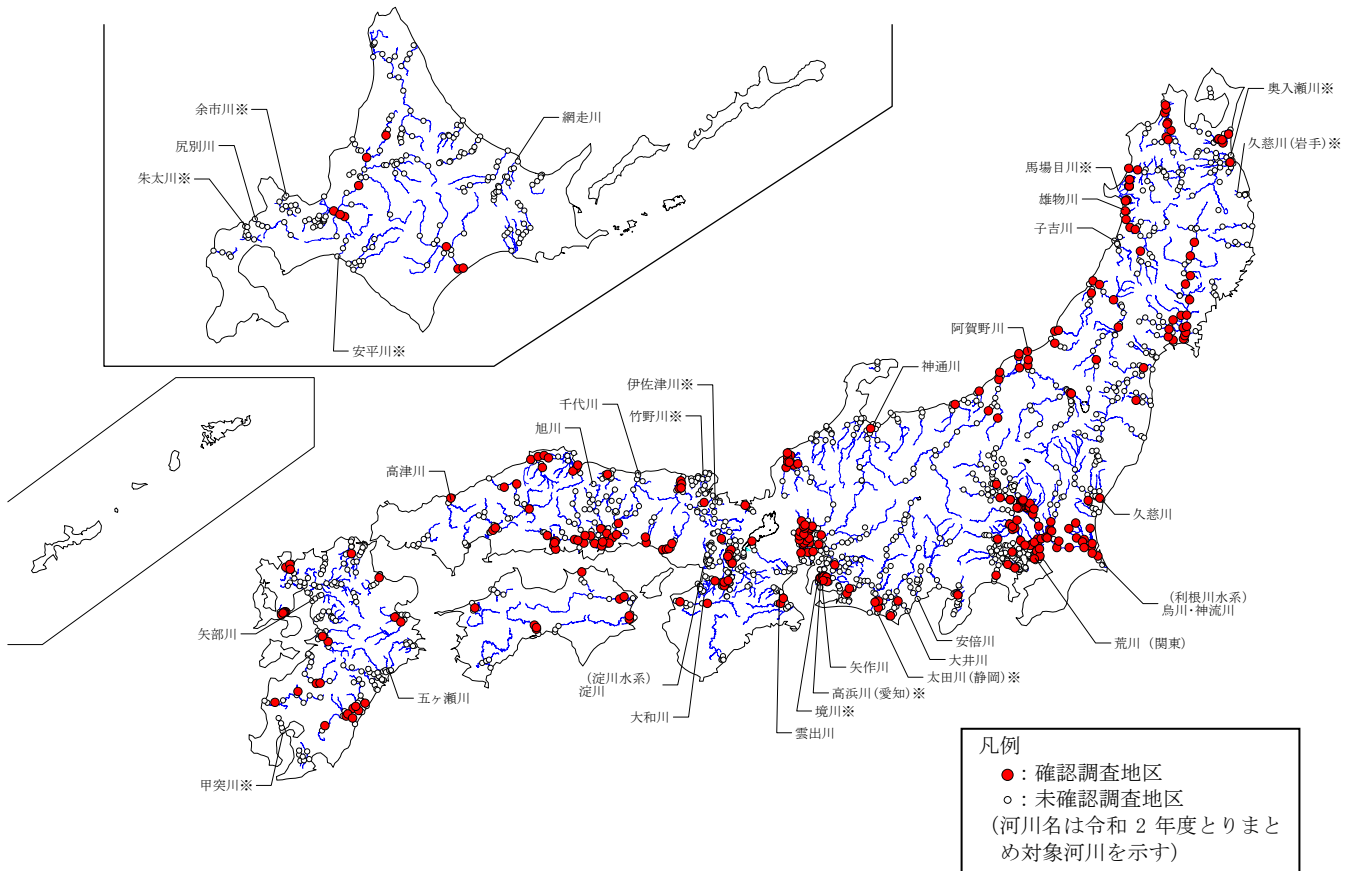 余市川※
尻別川
朱太川※
網走川
安平川※
奥入瀬川※
久慈川(岩手)※
馬場目川※
雄物川
子吉川
阿賀野川
神通川
伊佐津川※
千代川
竹野川※
旭川
高津川
久慈川
(利根川水系)
烏川・神流川
荒川 (関東)
安倍川
大井川
太田川(静岡)※
矢作川
高浜川(愛知)※
境川※
雲出川
(淀川水系)
淀川
大和川
矢部川
五ヶ瀬川
甲突川※
凡例
●：確認調査地区
○：未確認調査地区
(河川名は令和 2 年度とりまと
め対象河川を示す)